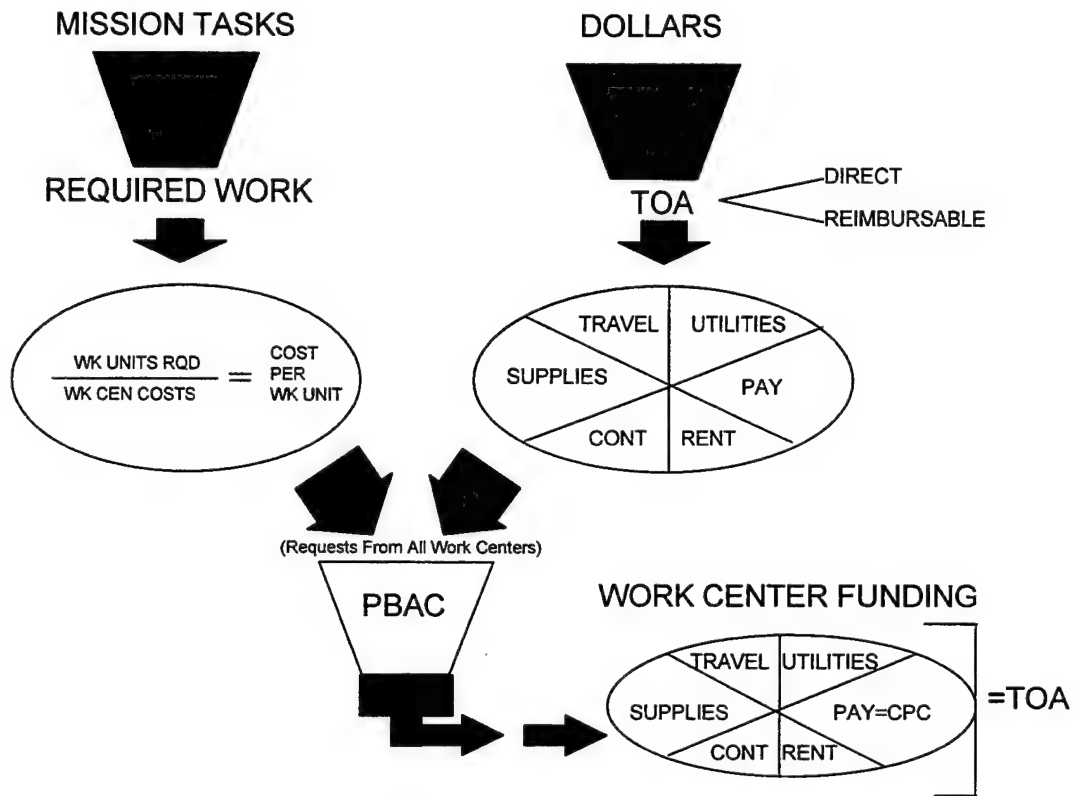 MISSION TASKS
DOLLARS
REQUIRED WORK
TOA
DIRECT
REIMBURSABLE
WK UNITS RQD
WK CEN COSTS
=
COST
PER
WK UNIT
TRAVEL
UTILITIES
SUPPLIES
PAY
CONT
RENT
(Requests From All Work Centers)
PBAC
WORK CENTER FUNDING
TRAVEL
UTILITIES
SUPPLIES
PAY=CPC
CONT
RENT
=TOA